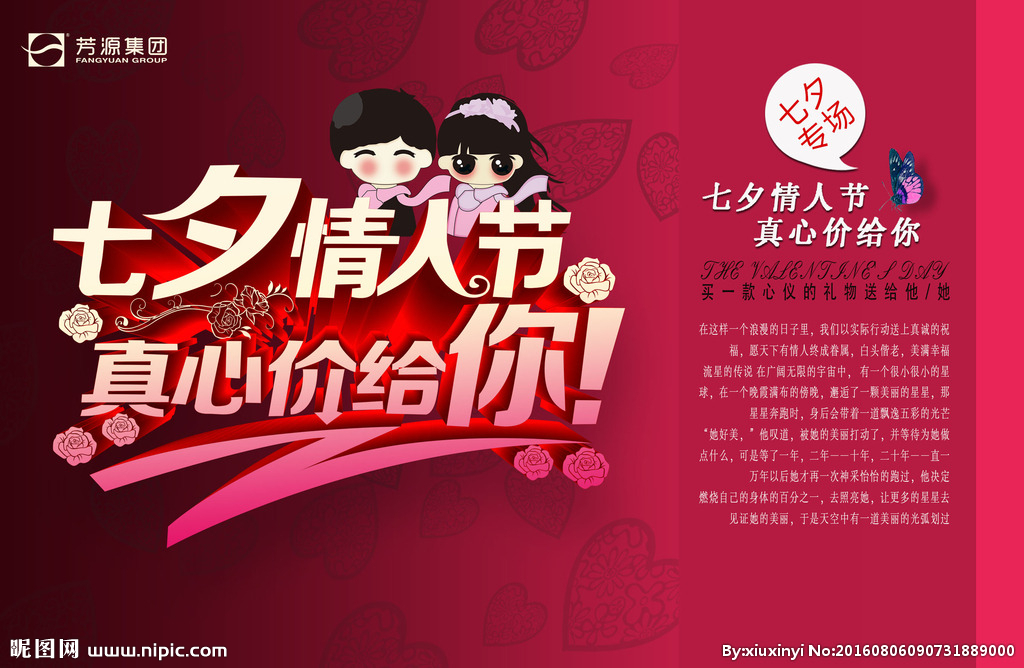 芳源集团
FANGYUAN GROUP
七夕情人节
真心价给你!
七夕
专场
七夕情人节
真心价给你
THE VALENTINE S DAY
买一款心仪的礼物送给他/她
在这样一个浪漫的日子里，我们以实际行动送上真诚的祝
福，愿天下有情人终成眷属，白头偕老，美满幸福
流星的传说 在广阔无限的宇宙中，有一个很小很小的星
球，在一个晚霞满布的傍晚，邂逅了一颗美丽的星星，那
星星奔跑时，身后会带着一道飘逸五彩的光芒
“她好美，”他叹道，被她的美丽打动了，并等待为她做
点什么，可是等了一年，二年——十年，二十年——直一
万年以后她才再一次神采怡怡的跑过，他决定
燃烧自己的身体的百分之一，去照亮她，让更多的星星去
见证她的美丽，于是天空中有一道美丽的光弧划过
昵图网 www.nipic.com
By:xiuxinyi No:20160806090731889000